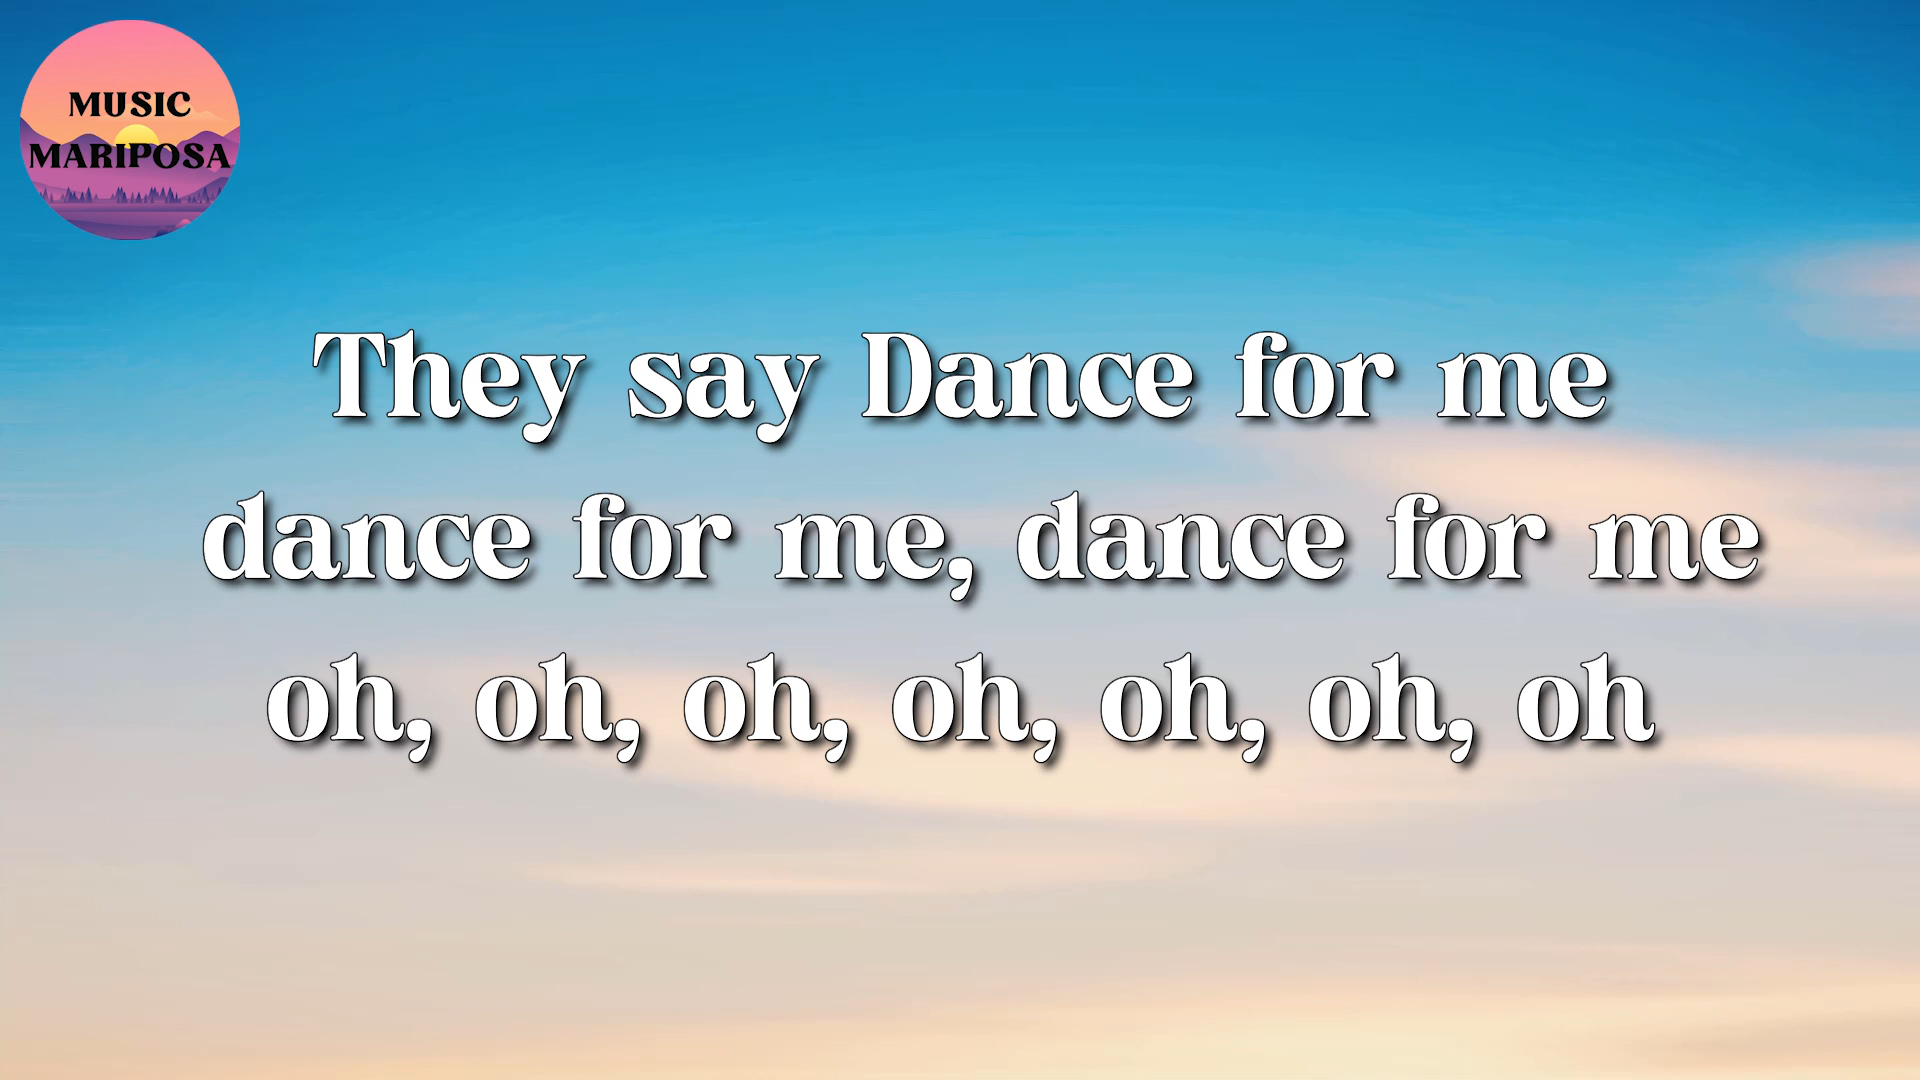 MUSIC
MARIPOSA
They say Dance for me
dance for me, dance for me
oh, oh, oh, oh, oh, oh, oh